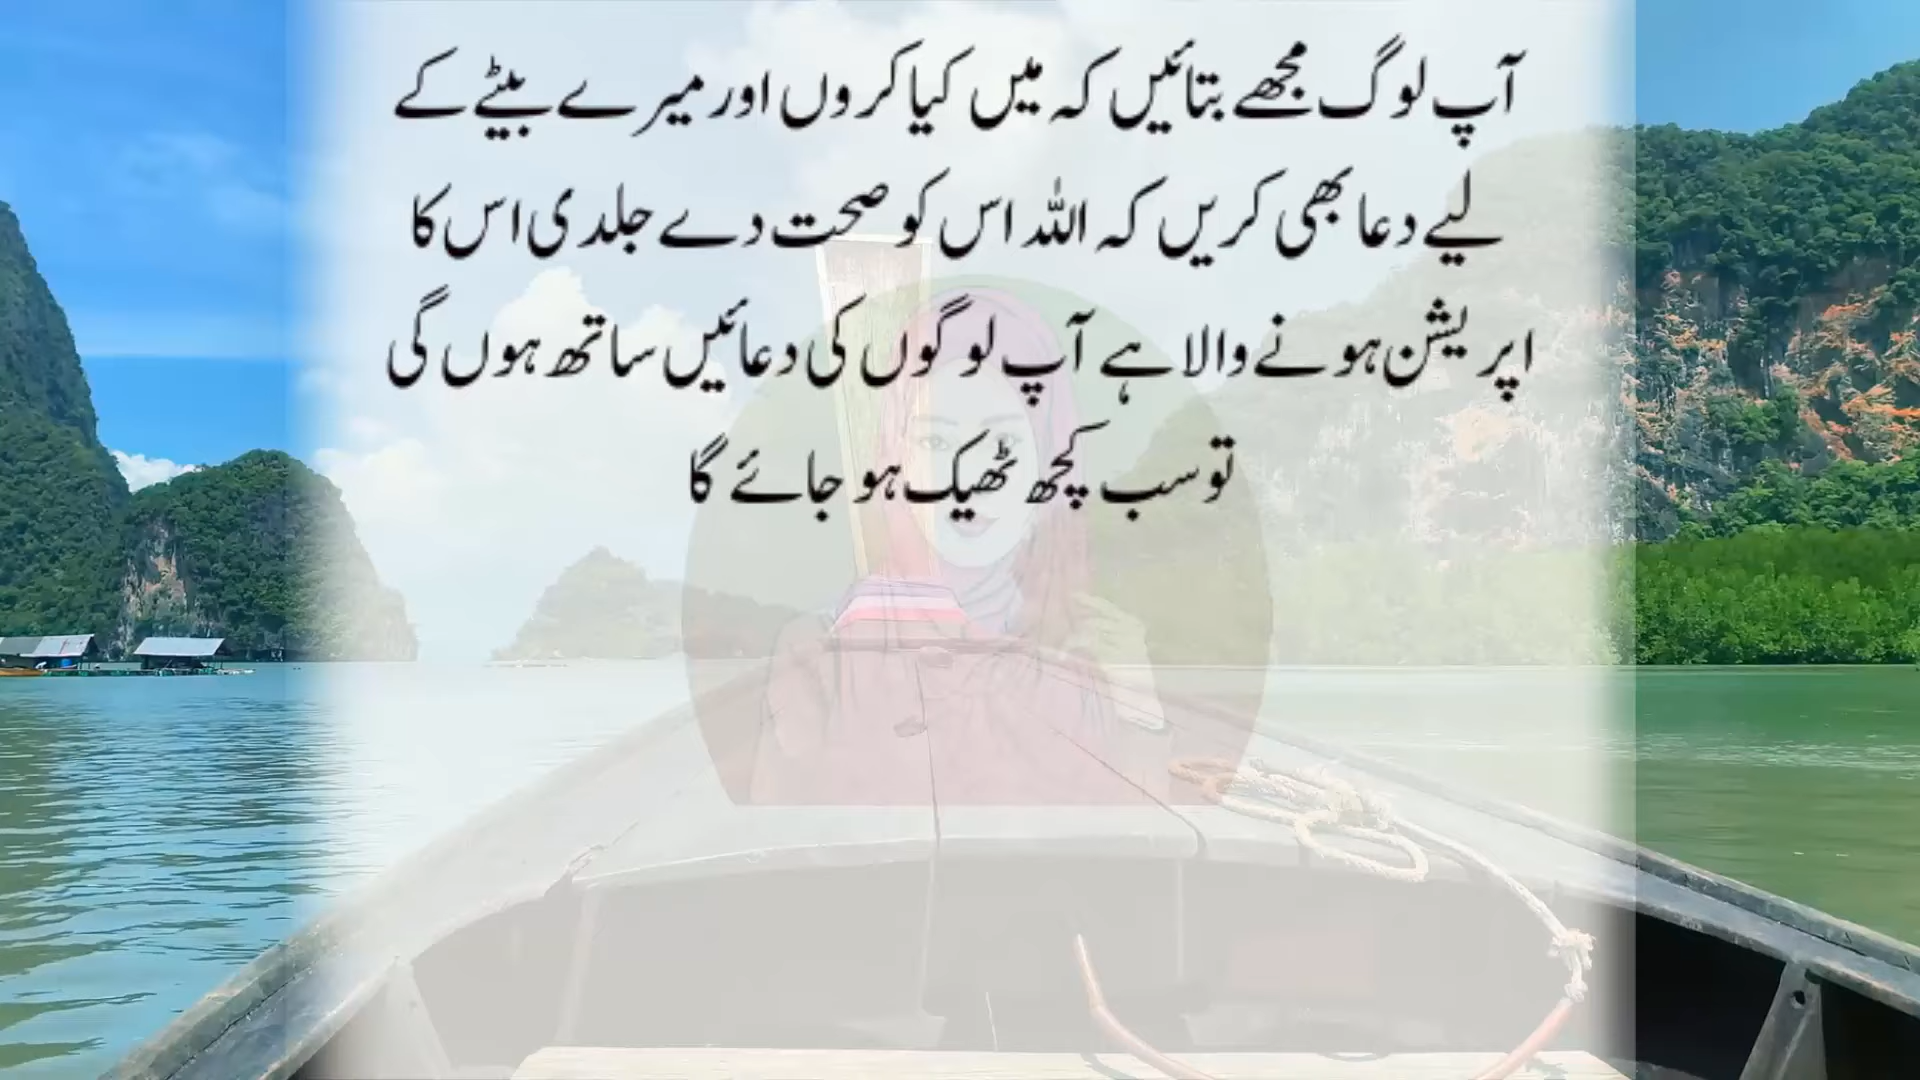 آپ لوگ مجھے بتائیں کہ میں کیا کروں اور میرے بیٹے کے
لیے دعا بھی کریں کہ اللہ اس کو صحت دے جلدی اس کا
اپریشن ہونے والا ہے آپ لوگوں کی دعائیں ساتھ ہوں گی
تو سب کچھ ٹھیک ہو جائے گا